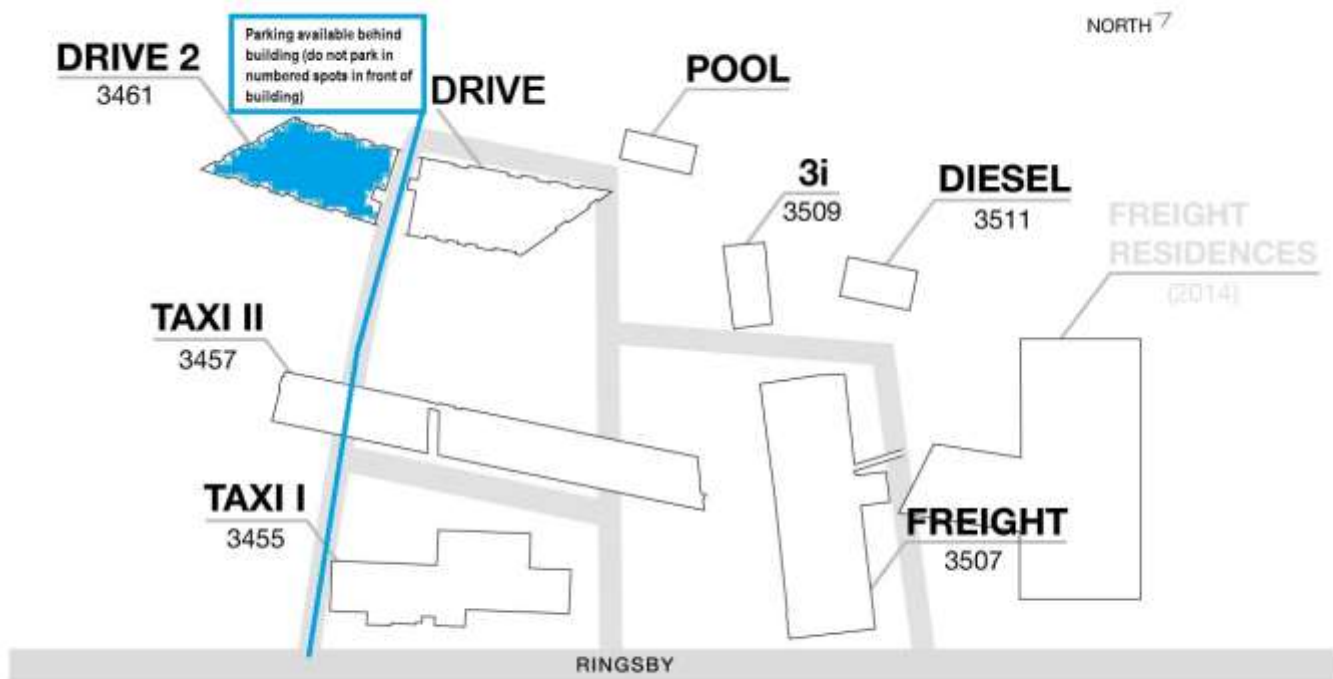 NORTH
Parking available behind
building (do not park in
numbered spots in front of
building)
DRIVE 2
3461
DRIVE
POOL
3i
3509
DIESEL
3511
FREIGHT
RESIDENCES
(2014)
TAXI II
3457
TAXI I
3455
FREIGHT
3507
RINGSBY